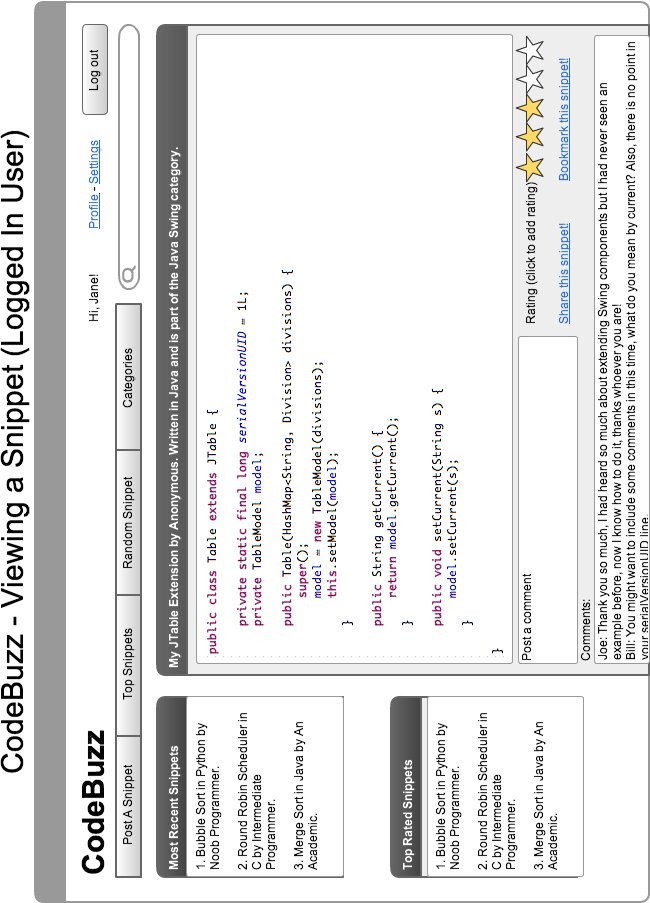 CodeBuzz - Viewing a Snippet (Logged In User)
CodeBuzz
Hi, Jane!
Profile - Settings
Log out
Post A Snippet
Top Snippets
Random Snippet
Categories
Most Recent Snippets
1. Bubble Sort in Python by
Noob Programmer.
2. Round Robin Scheduler in
C by Intermediate
Programmer.
3. Merge Sort in Java by An
Academic.
Top Rated Snippets
1. Bubble Sort in Python by
Noob Programmer.
2. Round Robin Scheduler in
C by Intermediate
Programmer.
3. Merge Sort in Java by An
Academic.
My JTable Extension by Anonymous. Written in Java and is part of the Java Swing category.
public class Table extends JTable {
private static final long serialVersionUID = 1L;
private TableModel model;
public Table(HashMap<String, Division> divisions) {
super();
model = new TableModel(divisions);
this.setModel(model);
}
public String getCurrent() {
return model.getCurrent();
}
public void setCurrent(String s) {
model.setCurrent(s);
}
}
Post a comment
Rating (click to add rating)
Share this snippet!
Bookmark this snippet!
Comments:
Joe: Thank you so much, I had heard so much about extending Swing components but I had never seen an
example before, now I know how to do it, thanks whoever you are!
Bill: You might want to include some comments in this time, what do you mean by current? Also, there is no point in
your serialVersionUID line.